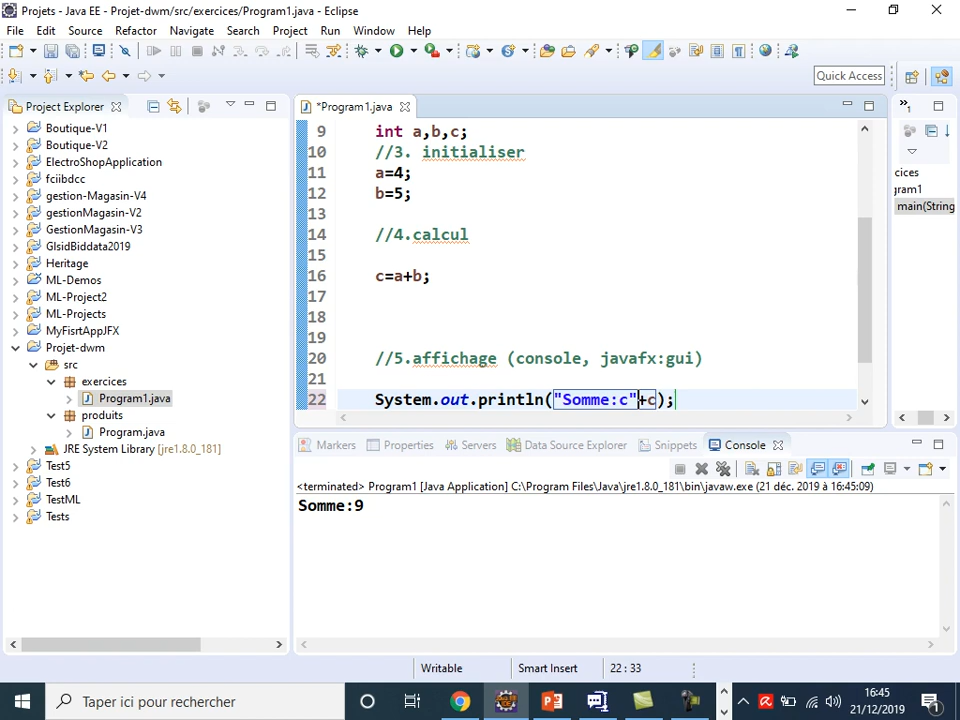 Projets - Java EE - Projet-dwm/src/exercices/Program1.java - Eclipse
File Edit Source Refactor Navigate Search Project Run Window Help
Quick Access
Project Explorer
Boutique-V1
Boutique-V2
ElectroShopApplication
fciibdcc
gestion-Magasin-V4
gestionMagasin-V2
GestionMagasin-V3
GlsidBiddata2019
Heritage
ML-Demos
ML-Project2
ML-Projects
MyFisrtAppJFX
Projet-dwm
src
exercices
Program1.java
produits
Program.java
JRE System Library [jre1.8.0_181]
Test5
Test6
TestML
Tests
*Program1.java
9 int a,b,c;
10 //3. initialiser
11 a=4;
12 b=5;
13
14 //4.calcul
15
16 c=a+b;
17
18
19
20 //5.affichage (console, javafx:gui)
21
22 System.out.println("Somme:c"+c);
»1
cices
gram1
main(String
Markers Properties Servers Data Source Explorer Snippets Console
<terminated> Program1 [Java Application] C:\Program Files\Java\jre1.8.0_181\bin\javaw.exe (21 déc. 2019 à 16:45:09)
Somme:9
Writable Smart Insert 22 : 33
Taper ici pour rechercher
16:45
21/12/2019
1